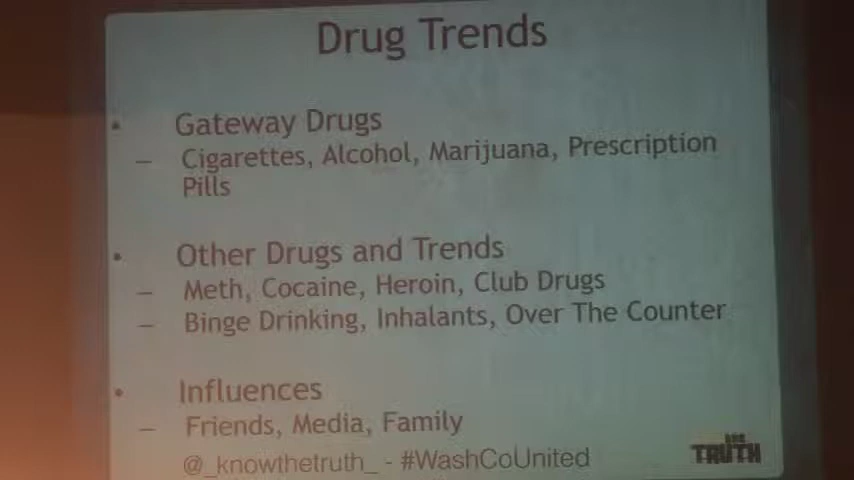 Drug Trends
• Gateway Drugs
– Cigarettes, Alcohol, Marijuana, Prescription
Pills
• Other Drugs and Trends
– Meth, Cocaine, Heroin, Club Drugs
– Binge Drinking, Inhalants, Over The Counter
• Influences
– Friends, Media, Family
@_knowthetruth_ - #WashCoUnited
TRUTH